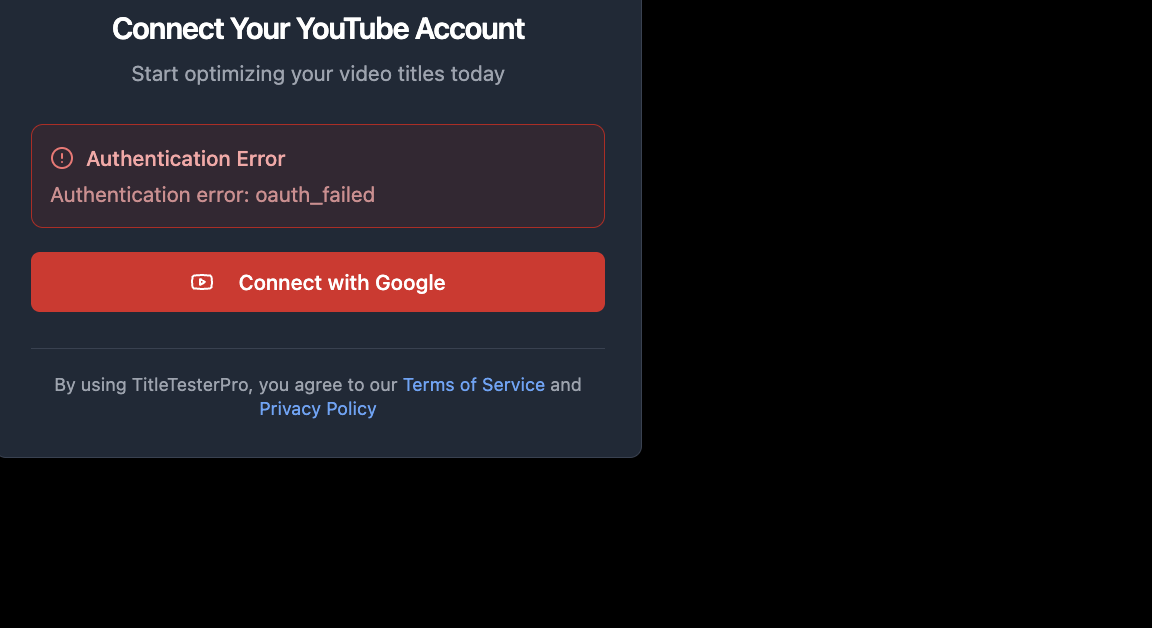 Connect Your YouTube Account
Start optimizing your video titles today
Authentication Error
Authentication error: oauth_failed
Connect with Google
By using TitleTesterPro, you agree to our Terms of Service and
Privacy Policy